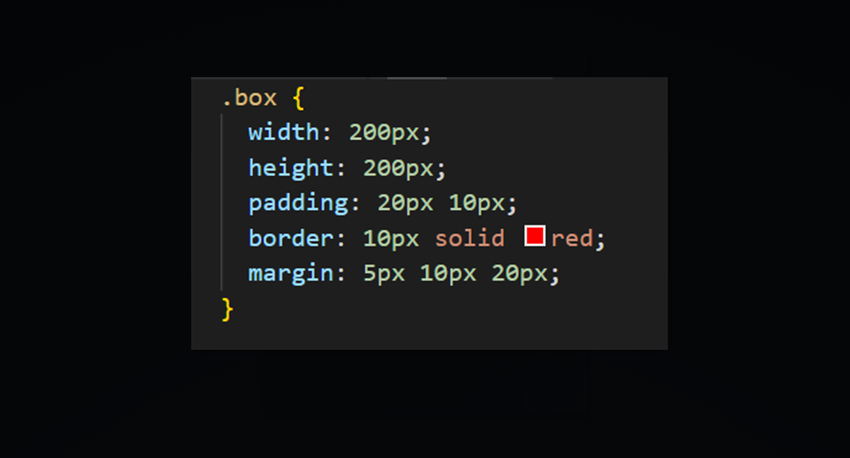 .box {
  width: 200px;
  height: 200px;
  padding: 20px 10px;
  border: 10px solid red;
  margin: 5px 10px 20px;
}